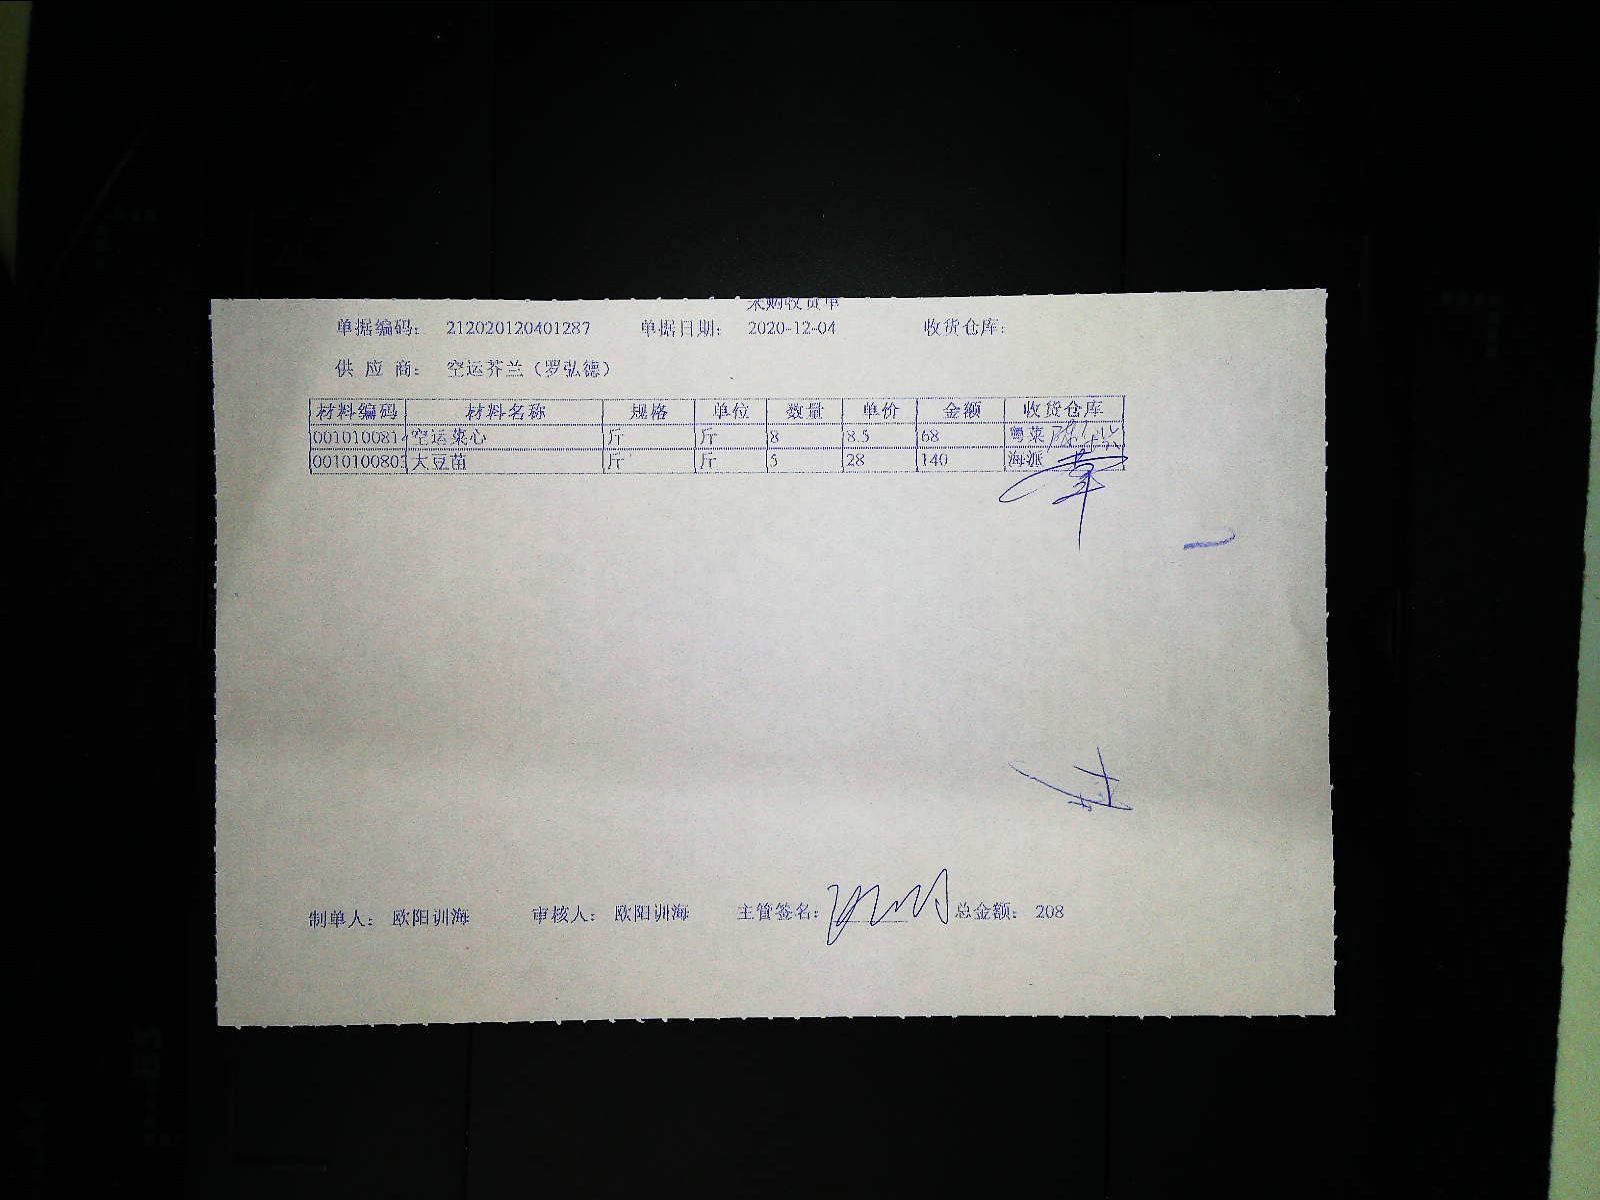 采购收货单
单据编码： 212020120401287 单据日期： 2020-12-04 收货仓库：
供 应 商： 空运芥兰（罗弘德）
材料编码 材料名称 规格 单位 数量 单价 金额 收货仓库
001010081 空运菜心 斤 斤 8 8.5 68 粤菜
001010080 大豆苗 斤 斤 5 28 140 海派
制单人： 欧阳训海 审核人： 欧阳训海 主管签名： 总金额： 208